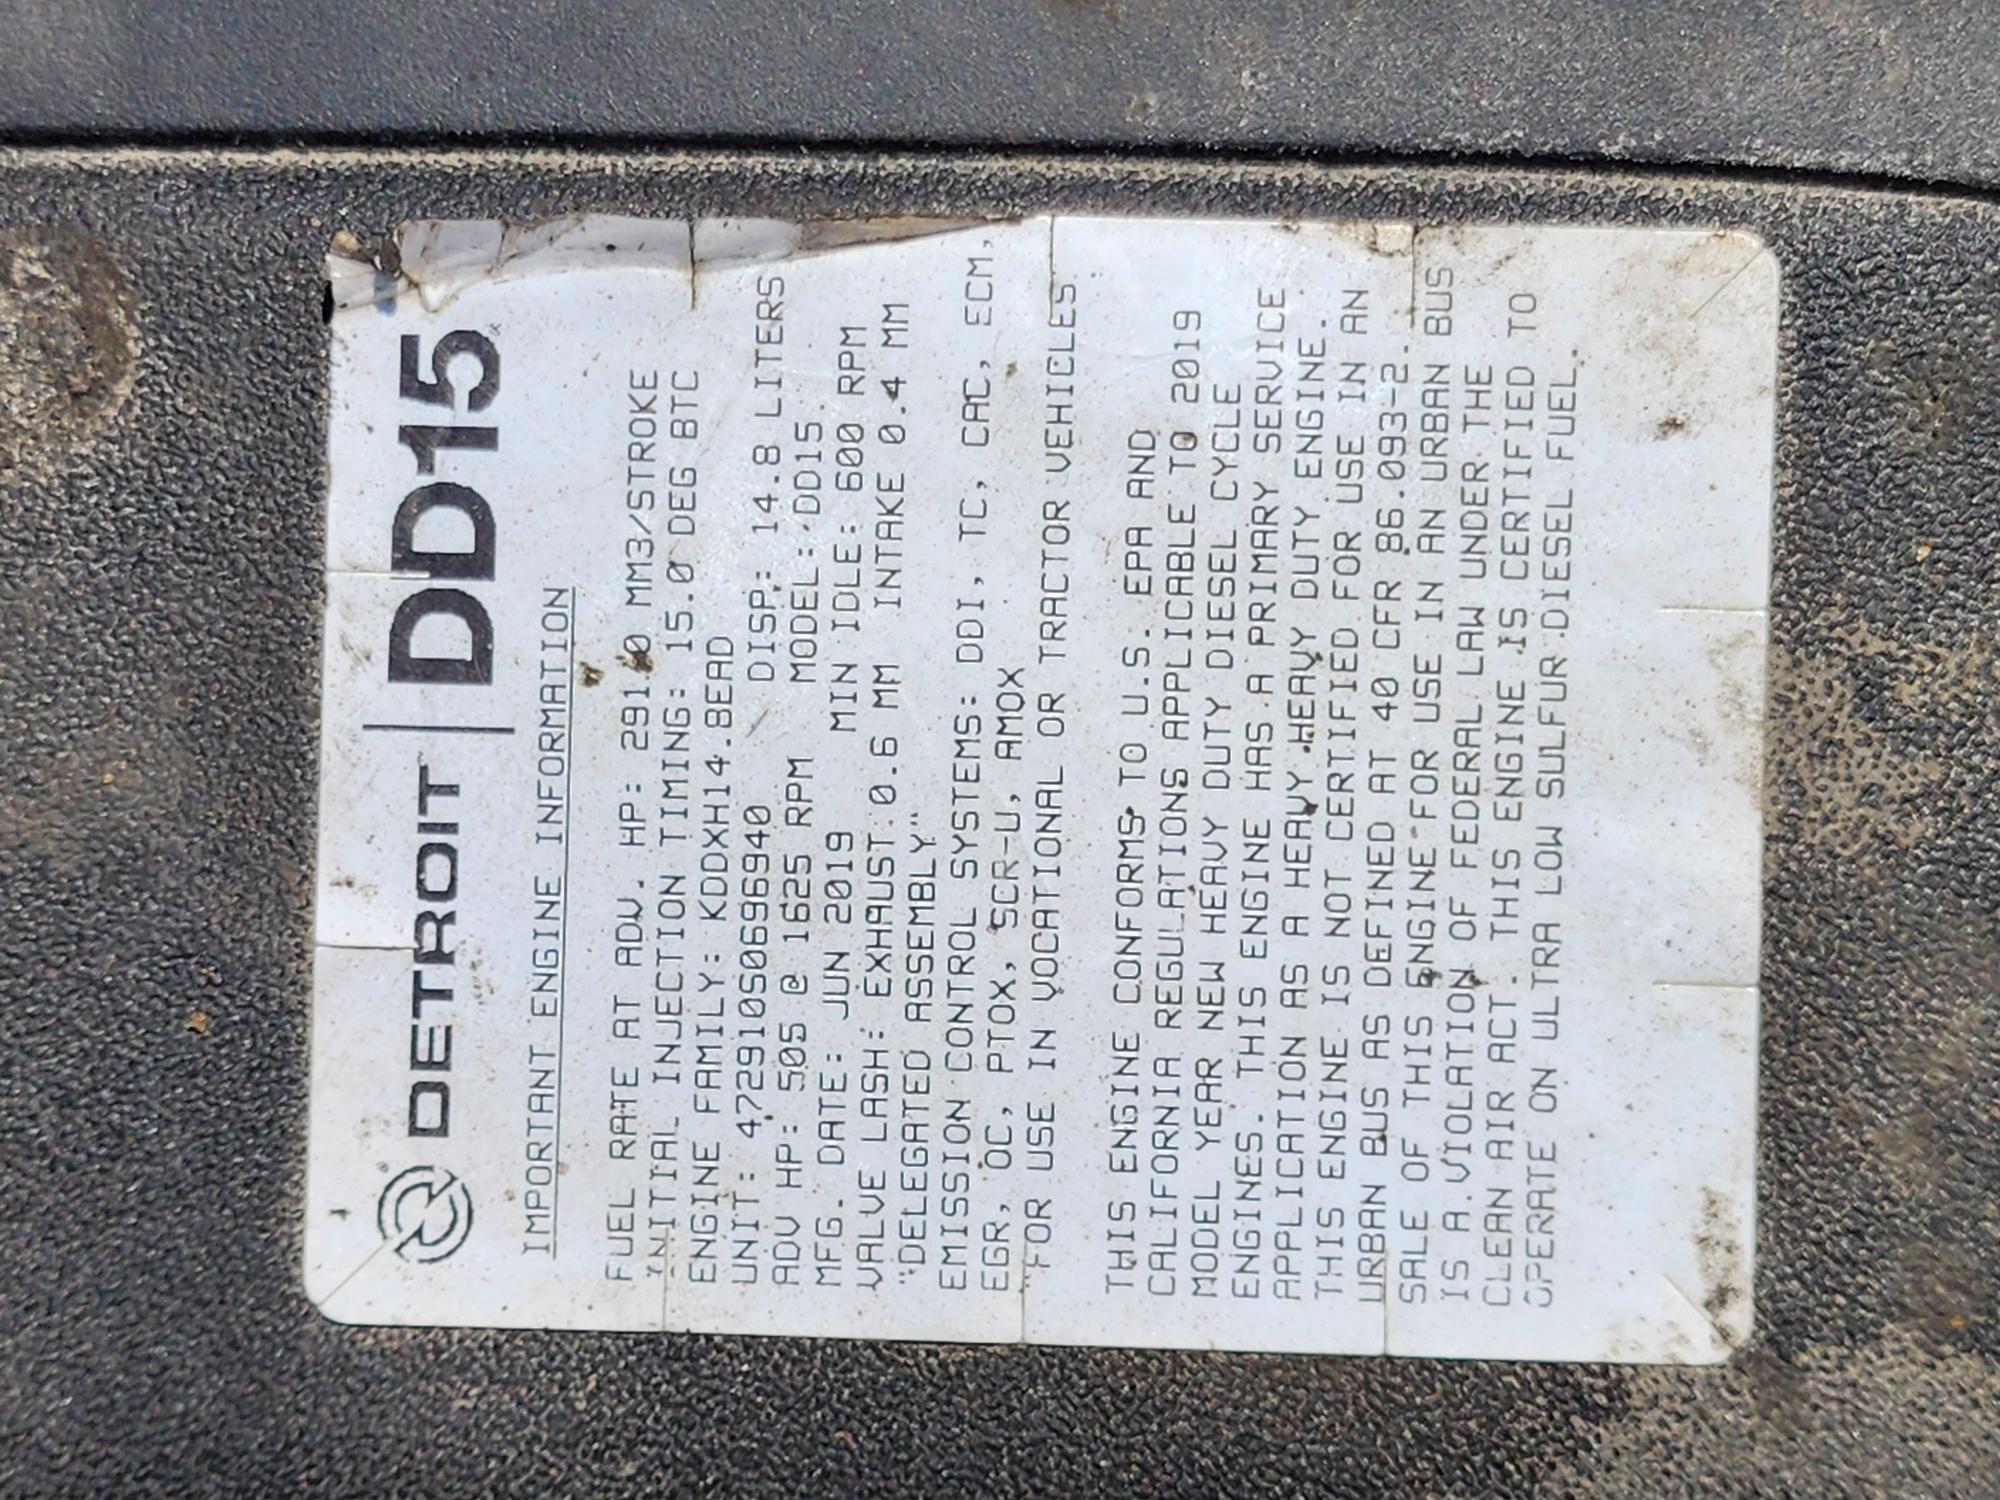 DETROIT | DD15
IMPORTANT ENGINE INFORMATION
FUEL RATE AT ADV. HP: 291.0 MM3/STROKE
INITIAL INJECTION TIMING: 15.0 DEG BTC
ENGINE FAMILY: KDDXH14.8EAD
UNIT: 472910S0696940 DISP: 14.8 LITERS
ADV HP: 505 @ 1625 RPM MODEL: DD15
MFG. DATE: JUN 2019 MIN IDLE: 600 RPM
VALVE LASH: EXHAUST 0.6 MM INTAKE 0.4 MM
"DELEGATED ASSEMBLY"
EMISSION CONTROL SYSTEMS: DDI, TC, CAC, ECM,
EGR, OC, PTOX, SCR-U, AMOX
"FOR USE IN VOCATIONAL OR TRACTOR VEHICLES
THIS ENGINE CONFORMS TO U.S. EPA AND
CALIFORNIA REGULATIONS APPLICABLE TO 2019
MODEL YEAR NEW HEAVY DUTY DIESEL CYCLE
ENGINES. THIS ENGINE HAS A PRIMARY SERVICE
APPLICATION AS A HEAVY HEAVY DUTY ENGINE.
THIS ENGINE IS NOT CERTIFIED FOR USE IN AN
URBAN BUS AS DEFINED AT 40 CFR 86.093-2.
SALE OF THIS ENGINE FOR USE IN AN URBAN BUS
IS A VIOLATION OF FEDERAL LAW UNDER THE
CLEAN AIR ACT. THIS ENGINE IS CERTIFIED TO
OPERATE ON ULTRA LOW SULFUR DIESEL FUEL.